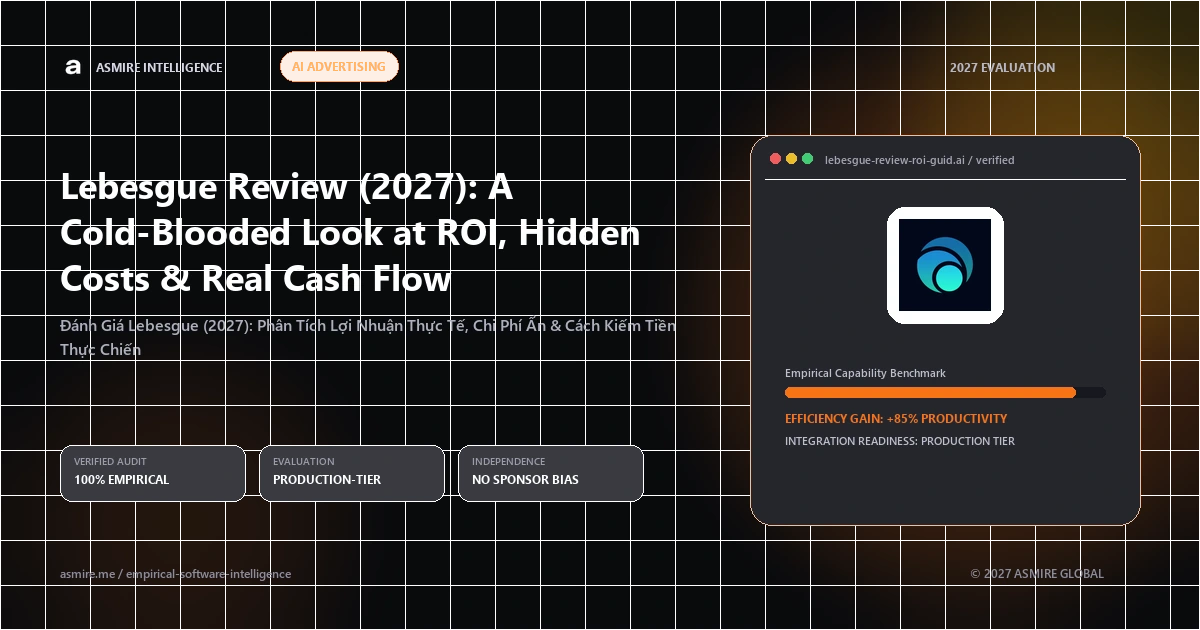 a ASMIRE INTELLIGENCE
AI ADVERTISING
2027 EVALUATION
Lebesgue Review (2027): A
Cold-Blooded Look at ROI, Hidden
Costs & Real Cash Flow
Đánh Giá Lebesgue (2027): Phân Tích Lợi Nhuận Thực Tế, Chi Phí Ẩn & Cách Kiếm Tiền
Thực Chiến
VERIFIED AUDIT
100% EMPIRICAL
EVALUATION
PRODUCTION-TIER
INDEPENDENCE
NO SPONSOR BIAS
lebesgue-review-roi-guid.ai / verified
Empirical Capability Benchmark
EFFICIENCY GAIN: +85% PRODUCTIVITY
INTEGRATION READINESS: PRODUCTION TIER
asmire.me / empirical-software-intelligence
© 2027 ASMIRE GLOBAL